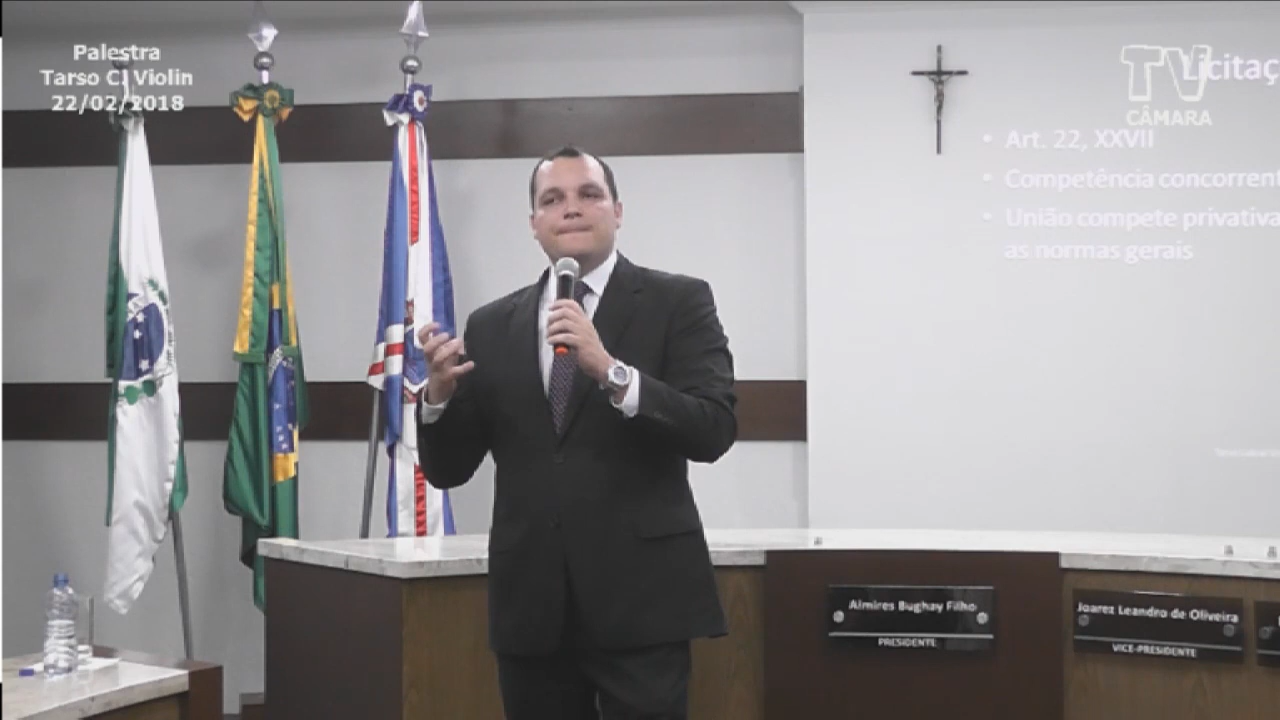 Palestra
Tarso C. Violin
22/02/2018
TV
CÂMARA
Licitaç
• Art. 22, XXVII
• Competência concorrent
• União compete privativa
as normas gerais
Almires Bughay Filho
PRESIDENTE
Joarez Leandro de Oliveira
VICE-PRESIDENTE